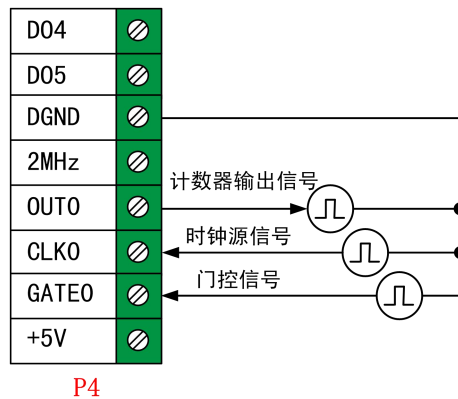 DO4
DO5
DGND
2MHz
计数器输出信号
OUT0
时钟源信号
CLK0
门控信号
GATE0
+5V
P4